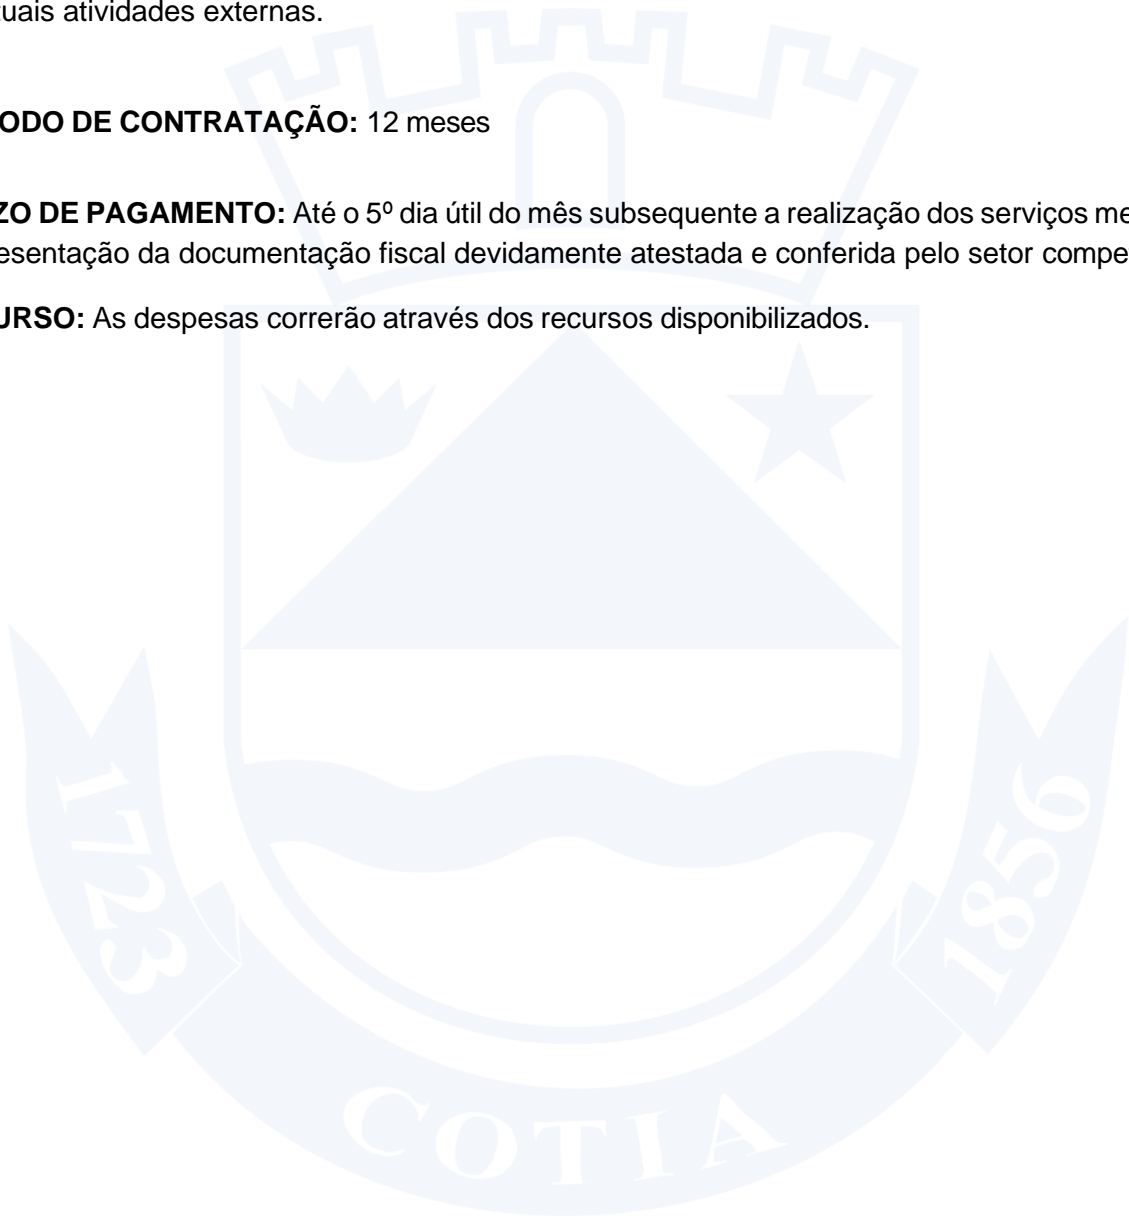 tuais atividades externas.
ODO DE CONTRATAÇÃO: 12 meses
ZO DE PAGAMENTO: Até o 5º dia útil do mês subsequente a realização dos serviços me
esentação da documentação fiscal devidamente atestada e conferida pelo setor compe
URSO: As despesas correrão através dos recursos disponibilizados.
1723
1856
COTIA